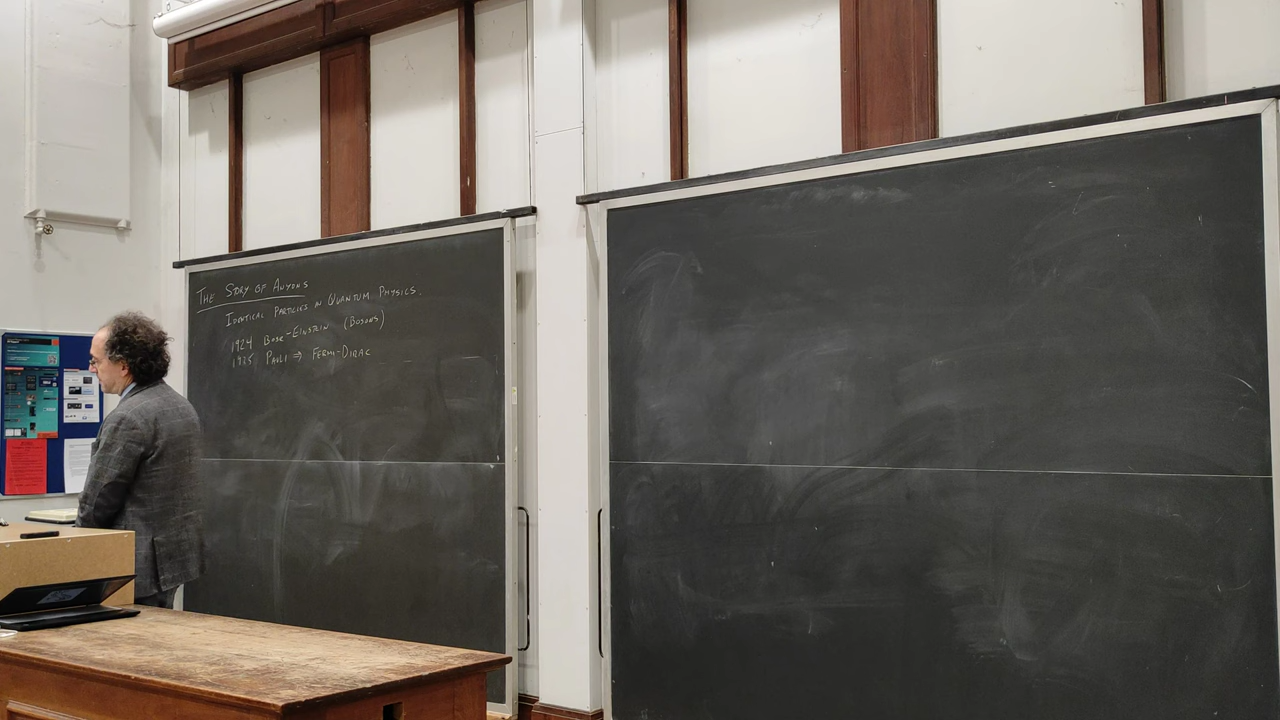 THE STORY OF ANYONS
IDENTICAL PARTICLES IN QUANTUM PHYSICS.
1924 BOSE-EINSTEIN (BOSONS)
1925 PAULI ⇒ FERMI-DIRAC